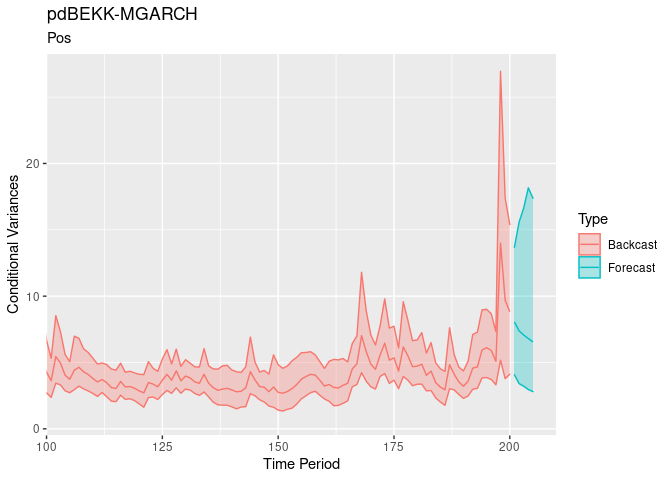 pdBEKK-MGARCH
Pos
Conditional Variances
20
10
0
100
125
150
175
200
Time Period
Type
Backcast
Forecast